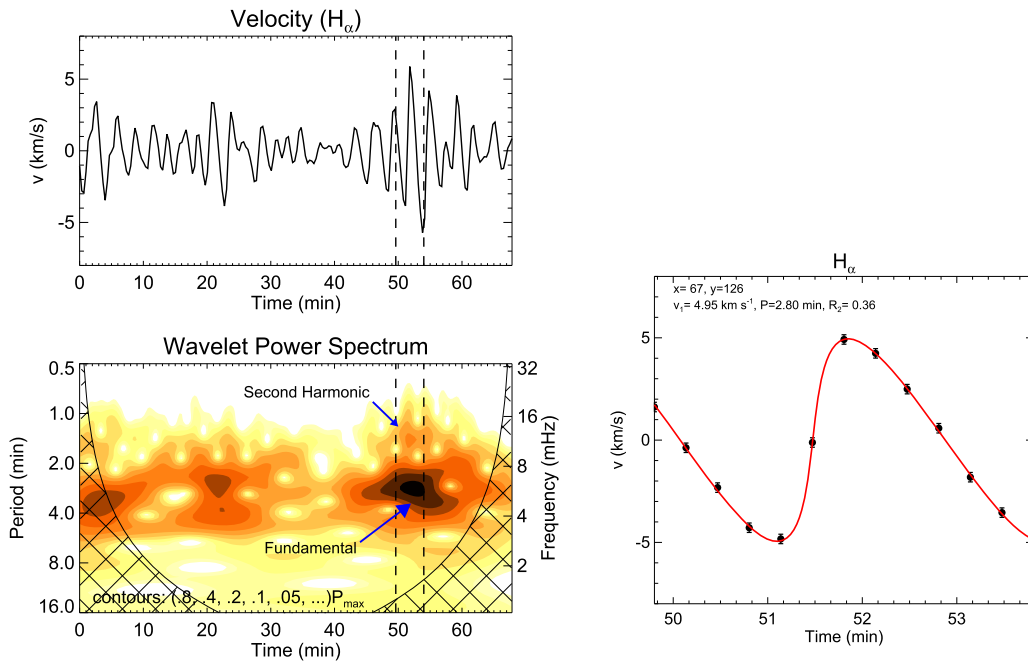 Velocity (Hα)
v (km/s)
5
0
-5
0 10 20 30 40 50 60
Time (min)
Wavelet Power Spectrum
Period (min)
0.5
1.0
2.0
4.0
8.0
16.0
Second Harmonic
Fundamental
contours: (.8, .4, .2, .1, .05, ...)Pmax
32
16
8
4
2
Frequency (mHz)
0 10 20 30 40 50 60
Time (min)
Hα
x= 67, y=126
v₁= 4.95 km s⁻¹, P=2.80 min, R₂= 0.36
v (km/s)
5
0
-5
50 51 52 53
Time (min)